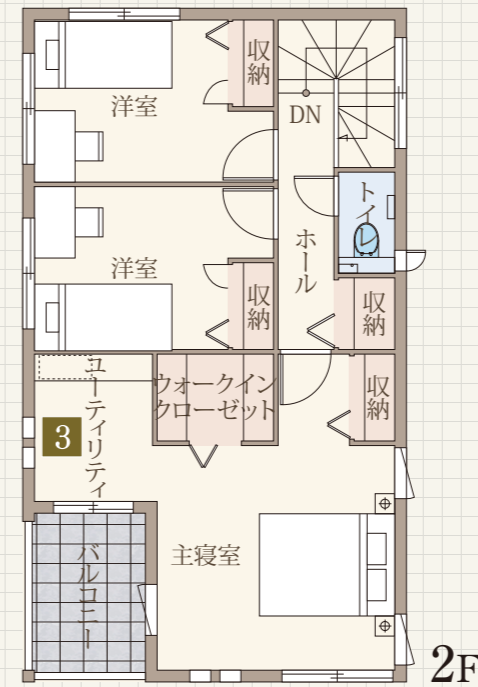 収納
洋室
DN
トイレ
洋室
ホール
収納
収納
ユーティリティ
ウォークイン
クローゼット
収納
3
主寝室
バルコニー
2F